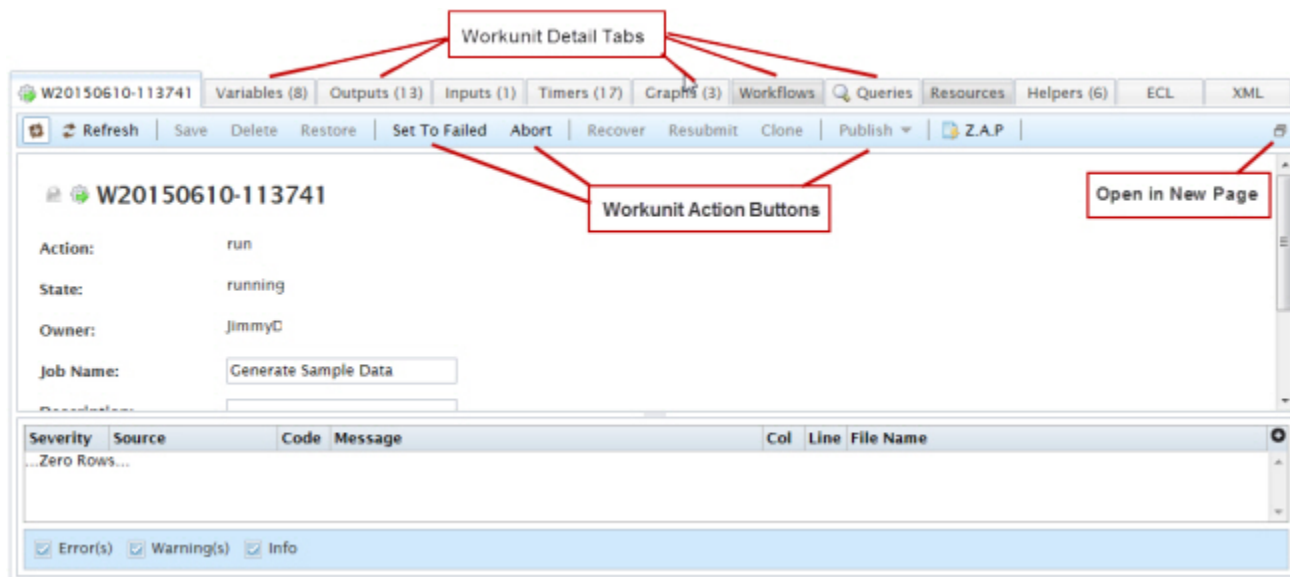 Workunit Detail Tabs
W20150610-113741 Variables (8) Outputs (13) Inputs (1) Timers (17) Graphs (3) Workflows Queries Resources Helpers (6) ECL XML
Refresh Save Delete Restore Set To Failed Abort Recover Resubmit Clone Publish Z.A.P
W20150610-113741
Workunit Action Buttons
Open in New Page
Action: run
State: running
Owner: JimmyD
Job Name: Generate Sample Data
Description:
Severity Source Code Message Col Line File Name
...Zero Rows...
Error(s) Warning(s) Info